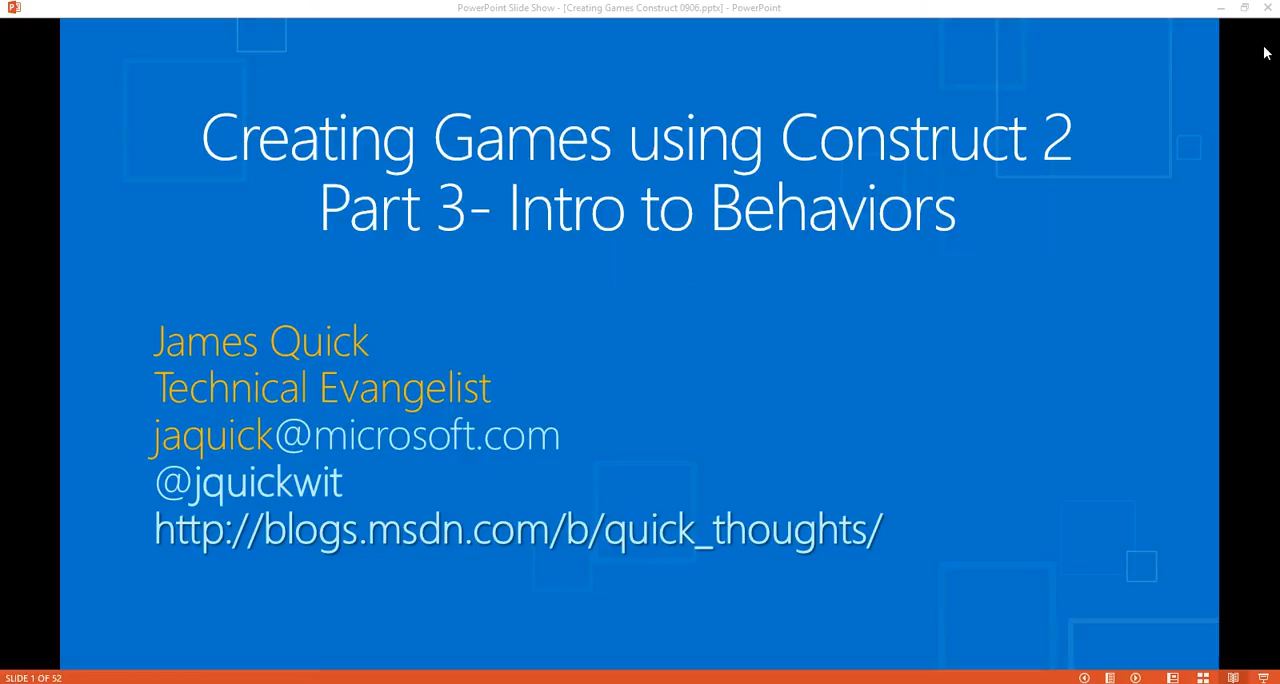 PowerPoint Slide Show - [Creating Games Construct 0906.pptx] - PowerPoint
Creating Games using Construct 2
Part 3- Intro to Behaviors
James Quick
Technical Evangelist
jaquick@microsoft.com
@jquickwit
http://blogs.msdn.com/b/quick_thoughts/
SLIDE 1 OF 52